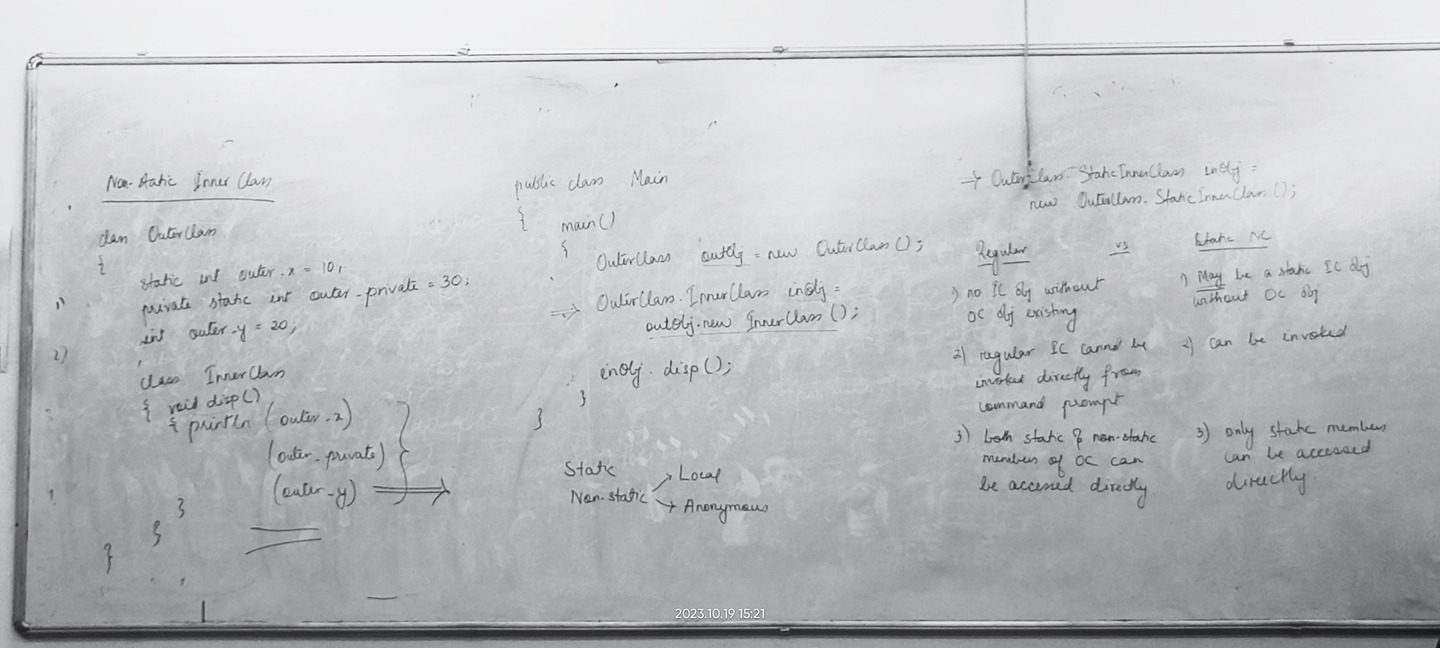 Non-Static Inner Class
class OuterClass
{
static int outer_x = 10;
1) private static int outer_private = 30;
int outer_y = 20;
2)
class InnerClass
{ void disp()
{ println (outer_x)
(outer_private)
(outer_y)
}
}
}
public class Main
{
main()
{
OuterClass outObj = new OuterClass();
⇒ OuterClass.InnerClass inObj =
outObj.new InnerClass();
inObj.disp();
}
}
Static
Non-static → Local
→ Anonymous
→ OuterClass.StaticInnerClass inObj =
new OuterClass.StaticInnerClass();
Regular vs Static NC
1) no IC obj without
OC obj existing
2) regular IC cannot be
invoked directly from
command prompt
3) both static & non-static
members of OC can
be accessed directly
1) May be a static IC obj
without OC obj
2) can be invoked
3) only static members
can be accessed
directly.
2023.10.19 15:21